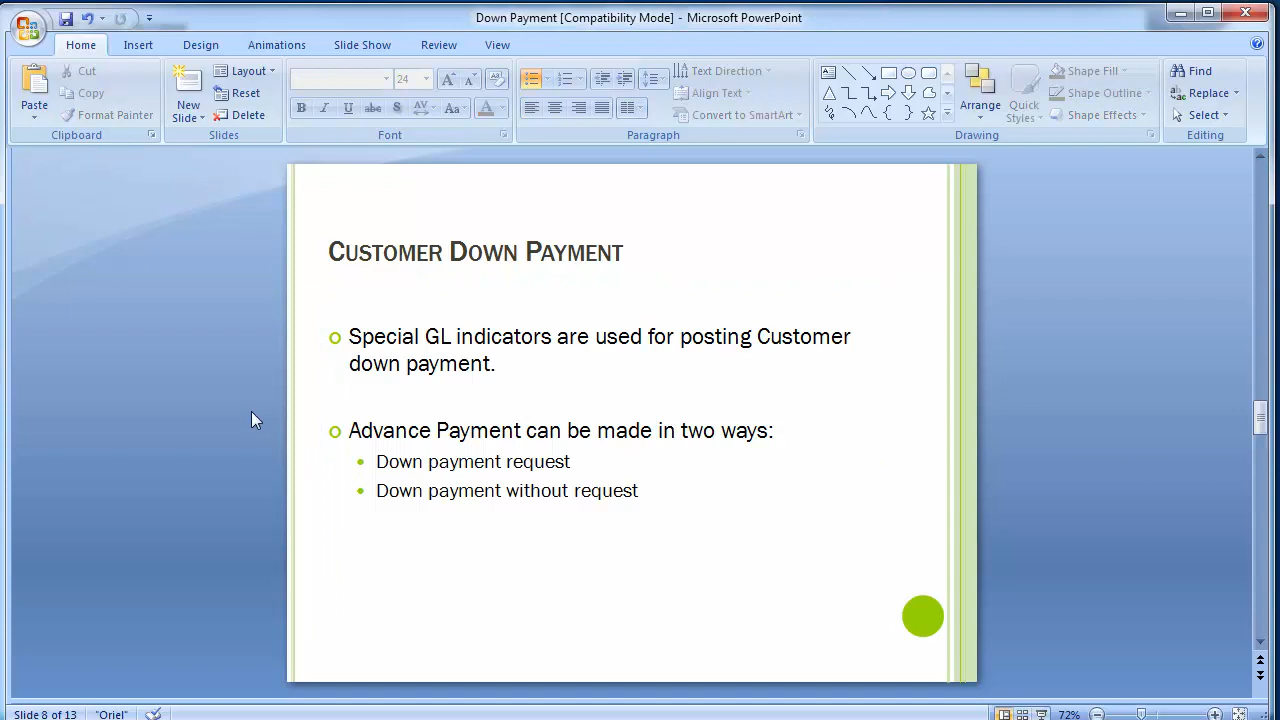 Down Payment [Compatibility Mode] - Microsoft PowerPoint
Home Insert Design Animations Slide Show Review View
Paste
Cut
Copy
Format Painter
Clipboard
New
Slide
Layout
Reset
Delete
Slides
24
B I U abc S AV Aa A
Font
Text Direction
Align Text
Convert to SmartArt
Paragraph
Arrange
Quick
Styles
Shape Fill
Shape Outline
Shape Effects
Drawing
Find
Replace
Select
Editing
CUSTOMER DOWN PAYMENT
Special GL indicators are used for posting Customer
down payment.
Advance Payment can be made in two ways:
Down payment request
Down payment without request
Slide 8 of 13 "Oriel" 72%